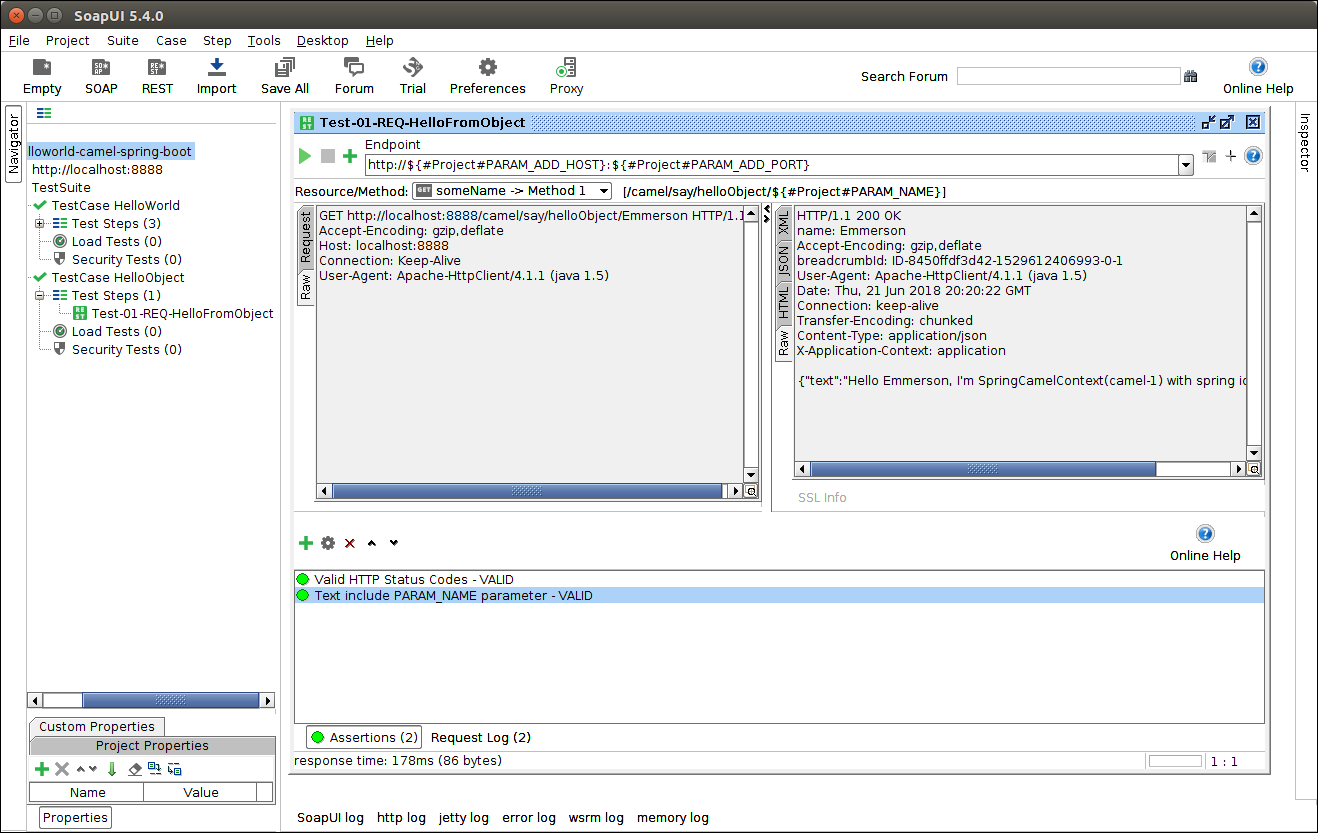 SoapUI 5.4.0
File Project Suite Case Step Tools Desktop Help
Empty SOAP REST Import Save All Forum Trial Preferences Proxy Search Forum Online Help
Navigator
lloworld-camel-spring-boot
http://localhost:8888
TestSuite
TestCase HelloWorld
Test Steps (3)
Load Tests (0)
Security Tests (0)
TestCase HelloObject
Test Steps (1)
Test-01-REQ-HelloFromObject
Load Tests (0)
Security Tests (0)
Custom Properties
Project Properties
Name Value
Properties
Test-01-REQ-HelloFromObject
Endpoint
http://${#Project#PARAM_ADD_HOST}:${#Project#PARAM_ADD_PORT}
Resource/Method: GET someName -> Method 1 [/camel/say/helloObject/${#Project#PARAM_NAME}]
Request
Raw
GET http://localhost:8888/camel/say/helloObject/Emmerson HTTP/1.1
Accept-Encoding: gzip,deflate
Host: localhost:8888
Connection: Keep-Alive
User-Agent: Apache-HttpClient/4.1.1 (java 1.5)
XML
JSON
HTML
Raw
HTTP/1.1 200 OK
name: Emmerson
Accept-Encoding: gzip,deflate
breadcrumbId: ID-8450ffdf3d42-1529612406993-0-1
User-Agent: Apache-HttpClient/4.1.1 (java 1.5)
Date: Thu, 21 Jun 2018 20:20:22 GMT
Connection: keep-alive
Transfer-Encoding: chunked
Content-Type: application/json
X-Application-Context: application
{"text":"Hello Emmerson, I'm SpringCamelContext(camel-1) with spring id
SSL Info
Online Help
Valid HTTP Status Codes - VALID
Text include PARAM_NAME parameter - VALID
Assertions (2) Request Log (2)
response time: 178ms (86 bytes) 1 : 1
SoapUI log http log jetty log error log wsrm log memory log
Inspector